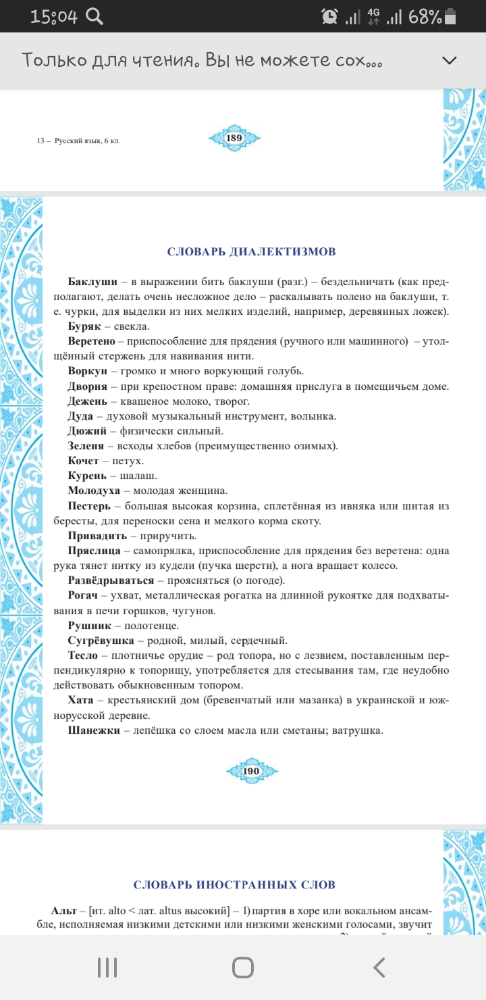 15:04
4G
68%
Только для чтения. Вы не можете сох...
13 – Русский язык, 6 кл.
189
СЛОВАРЬ ДИАЛЕКТИЗМОВ
Баклуши – в выражении бить баклуши (разг.) – бездельничать (как пред-
полагают, делать очень несложное дело – раскалывать полено на баклуши, т.
е. чурки, для выделки из них мелких изделий, например, деревянных ложек).
Буряк – свекла.
Веретено – приспособление для прядения (ручного или машинного) – утол-
щённый стержень для навивания нити.
Воркун – громко и много воркующий голубь.
Дворня – при крепостном праве: домашняя прислуга в помещичьем доме.
Дежень – квашеное молоко, творог.
Дуда – духовой музыкальный инструмент, волынка.
Дюжий – физически сильный.
Зеленя – всходы хлебов (преимущественно озимых).
Кочет – петух.
Курень – шалаш.
Молодуха – молодая женщина.
Пестерь – большая высокая корзина, сплетённая из ивняка или шитая из
бересты, для переноски сена и мелкого корма скоту.
Привадить – приручить.
Пряслица – самопрялка, приспособление для прядения без веретена: одна
рука тянет нитку из кудели (пучка шерсти), а нога вращает колесо.
Развёдрываться – проясняться (о погоде).
Рогач – ухват, металлическая рогатка на длинной рукоятке для подхваты-
вания в печи горшков, чугунов.
Рушник – полотенце.
Сугрёвушка – родной, милый, сердечный.
Тесло – плотничье орудие – род топора, но с лезвием, поставленным пер-
пендикулярно к топорищу, употребляется для стесывания там, где неудобно
действовать обыкновенным топором.
Хата – крестьянский дом (бревенчатый или мазанка) в украинской и юж-
норусской деревне.
Шанежки – лепёшка со слоем масла или сметаны; ватрушка.
190
СЛОВАРЬ ИНОСТРАННЫХ СЛОВ
Альт – [ит. alto < лат. altus высокий] – 1) партия в хоре или вокальном ансам-
бле, исполняемая низкими детскими или низкими женскими голосами, звучит